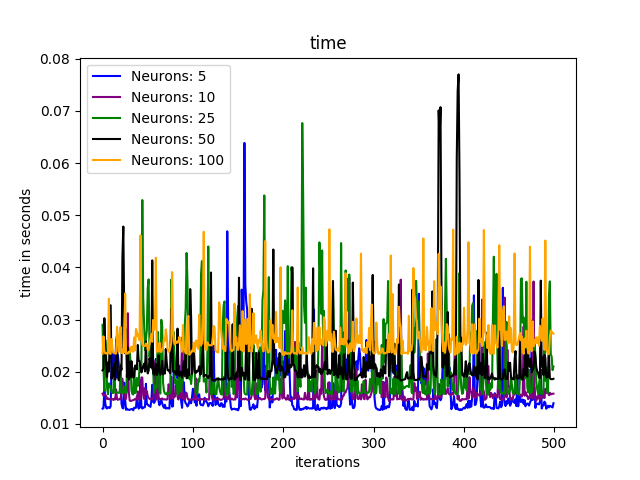 time
0.08
0.07
0.06
0.05
0.04
0.03
0.02
0.01
time in seconds
Neurons: 5
Neurons: 10
Neurons: 25
Neurons: 50
Neurons: 100
0 100 200 300 400 500
iterations